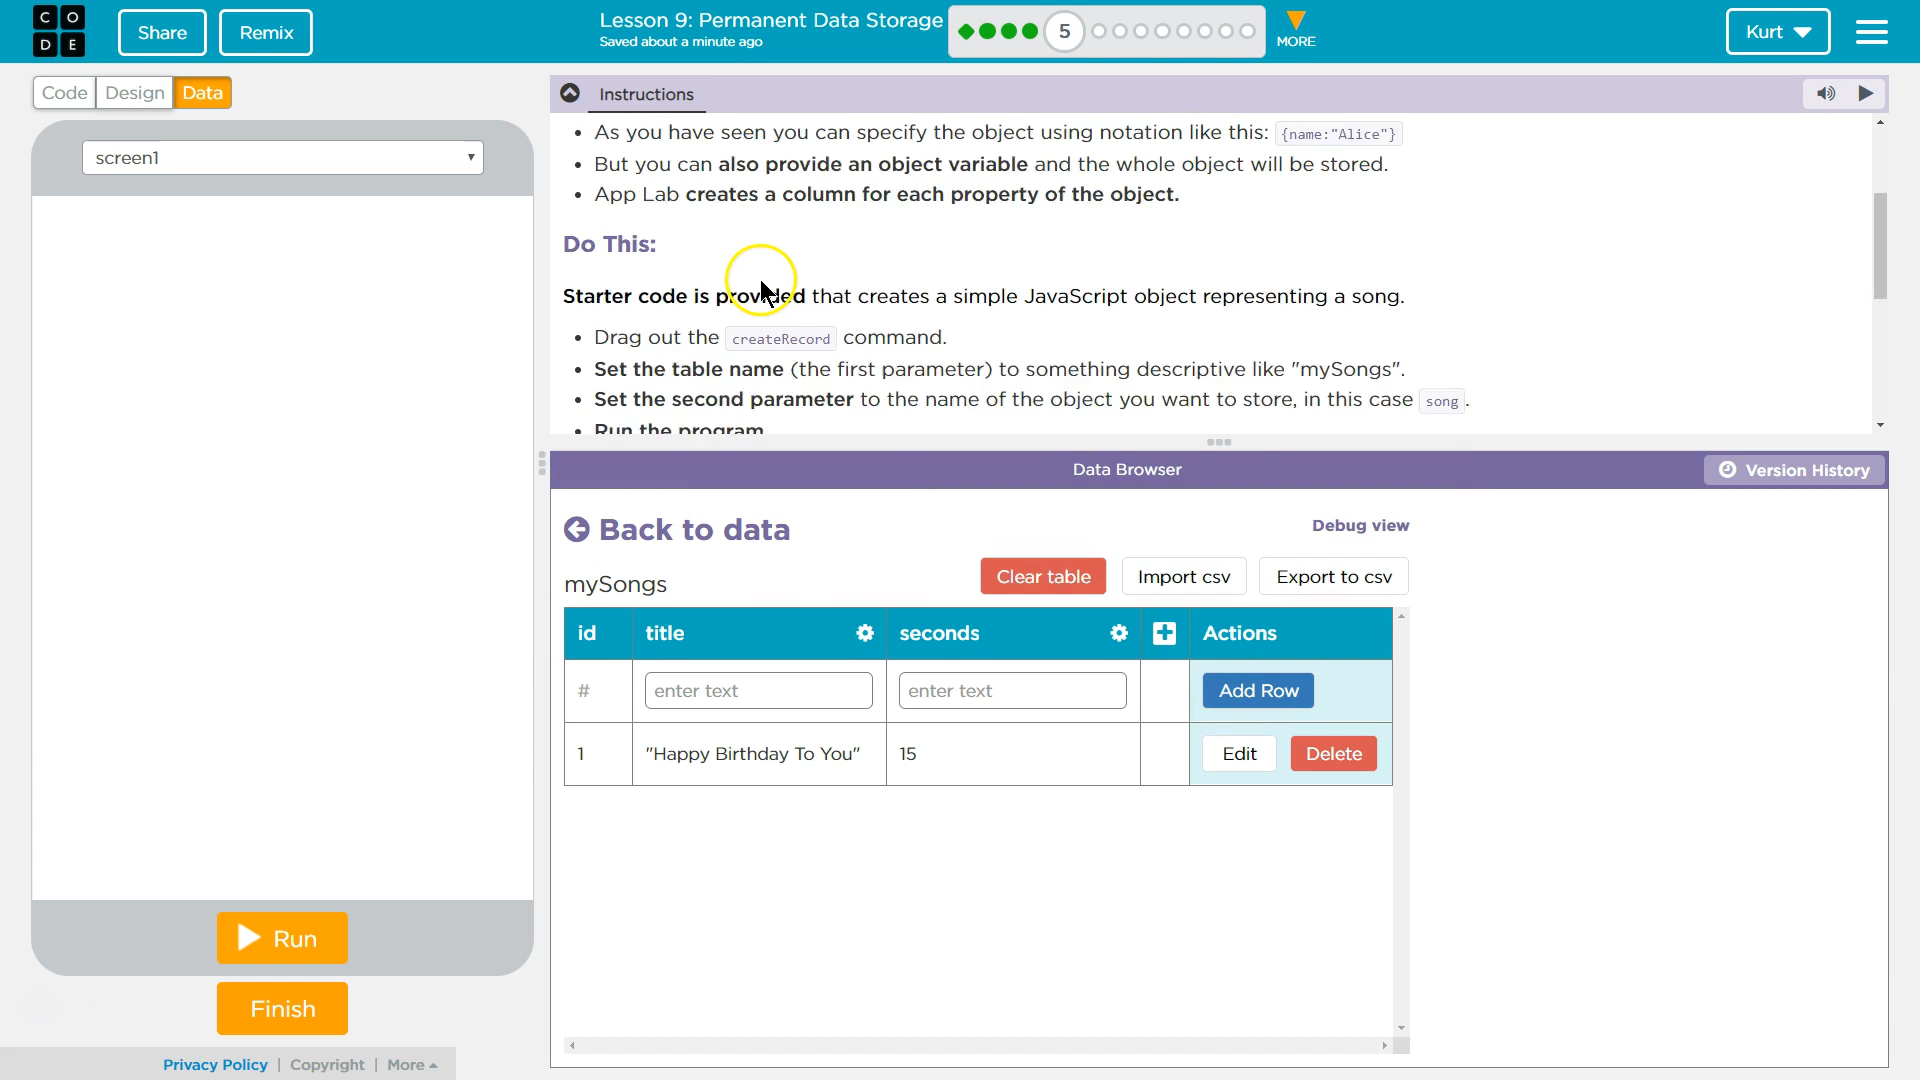 C O D E
Share
Remix
Lesson 9: Permanent Data Storage
Saved about a minute ago
5
MORE
Kurt
Code
Design
Data
Instructions
screen1
• As you have seen you can specify the object using notation like this: {name:"Alice"}
• But you can also provide an object variable and the whole object will be stored.
• App Lab creates a column for each property of the object.
Do This:
Starter code is provided that creates a simple JavaScript object representing a song.
• Drag out the createRecord command.
• Set the table name (the first parameter) to something descriptive like "mySongs".
• Set the second parameter to the name of the object you want to store, in this case song.
• Run the program
Data Browser
Version History
Back to data
Debug view
mySongs
Clear table
Import csv
Export to csv
id title seconds Actions
# enter text enter text Add Row
1 "Happy Birthday To You" 15 Edit Delete
Run
Finish
Privacy Policy | Copyright | More